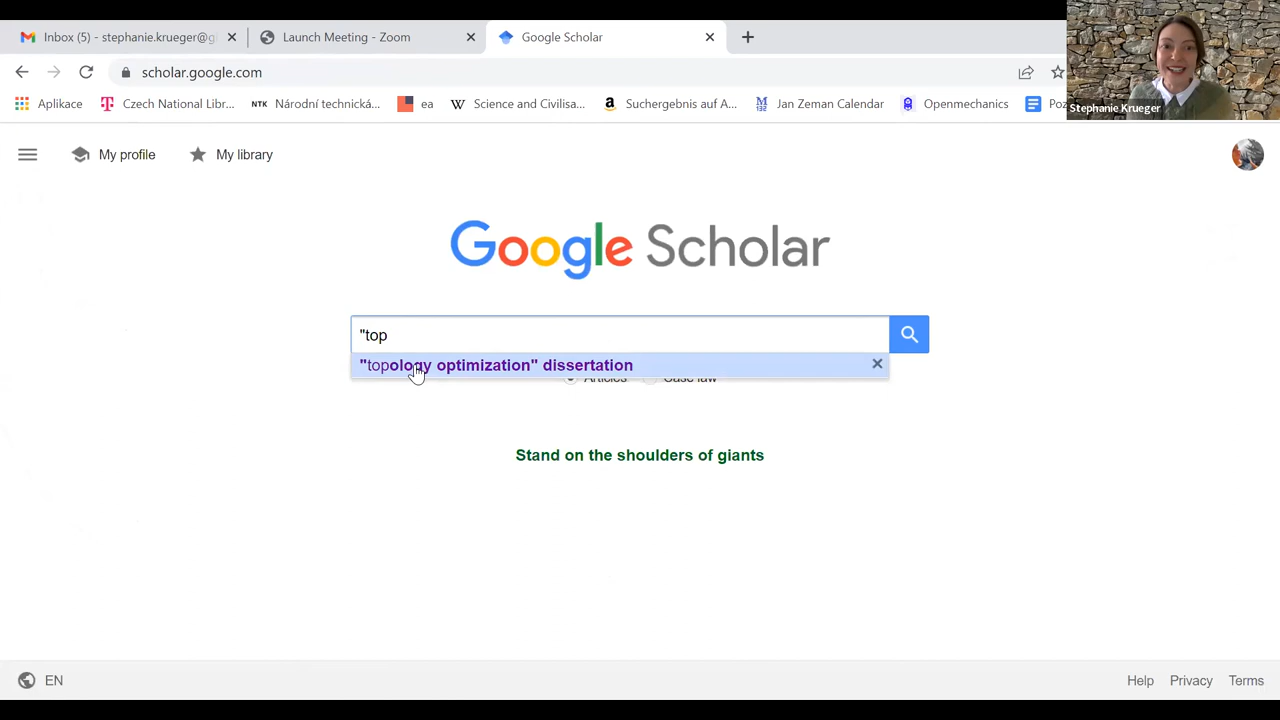 Inbox (5) - stephanie.krueger@g
Launch Meeting - Zoom
Google Scholar
scholar.google.com
Aplikace
Czech National Libr...
NTK Národní technická...
ea
W Science and Civilisa...
a Suchergebnis auf A...
Jan Zeman Calendar
Openmechanics
Stephanie Krueger
My profile
My library
Google Scholar
"top
"topology optimization" dissertation
Articles
Case law
Stand on the shoulders of giants
EN
Help
Privacy
Terms